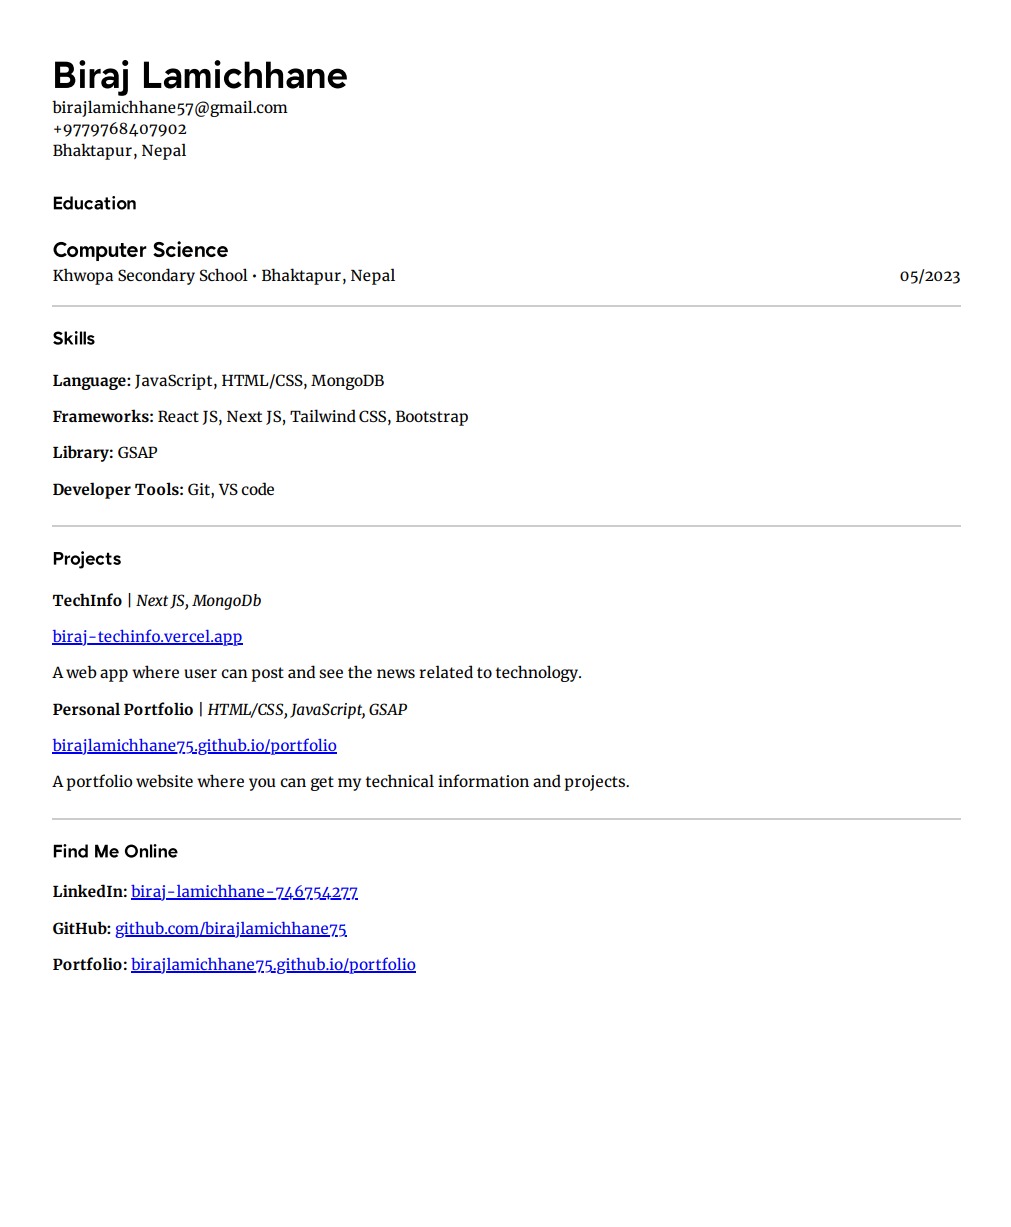 Biraj Lamichhane
birajlamichhane57@gmail.com
+9779768407902
Bhaktapur, Nepal
Education
Computer Science
Khwopa Secondary School • Bhaktapur, Nepal 05/2023
Skills
Language: JavaScript, HTML/CSS, MongoDB
Frameworks: React JS, Next JS, Tailwind CSS, Bootstrap
Library: GSAP
Developer Tools: Git, VS code
Projects
TechInfo | Next JS, MongoDb
biraj-techinfo.vercel.app
A web app where user can post and see the news related to technology.
Personal Portfolio | HTML/CSS, JavaScript, GSAP
birajlamichhane75.github.io/portfolio
A portfolio website where you can get my technical information and projects.
Find Me Online
LinkedIn: biraj-lamichhane-746754277
GitHub: github.com/birajlamichhane75
Portfolio: birajlamichhane75.github.io/portfolio